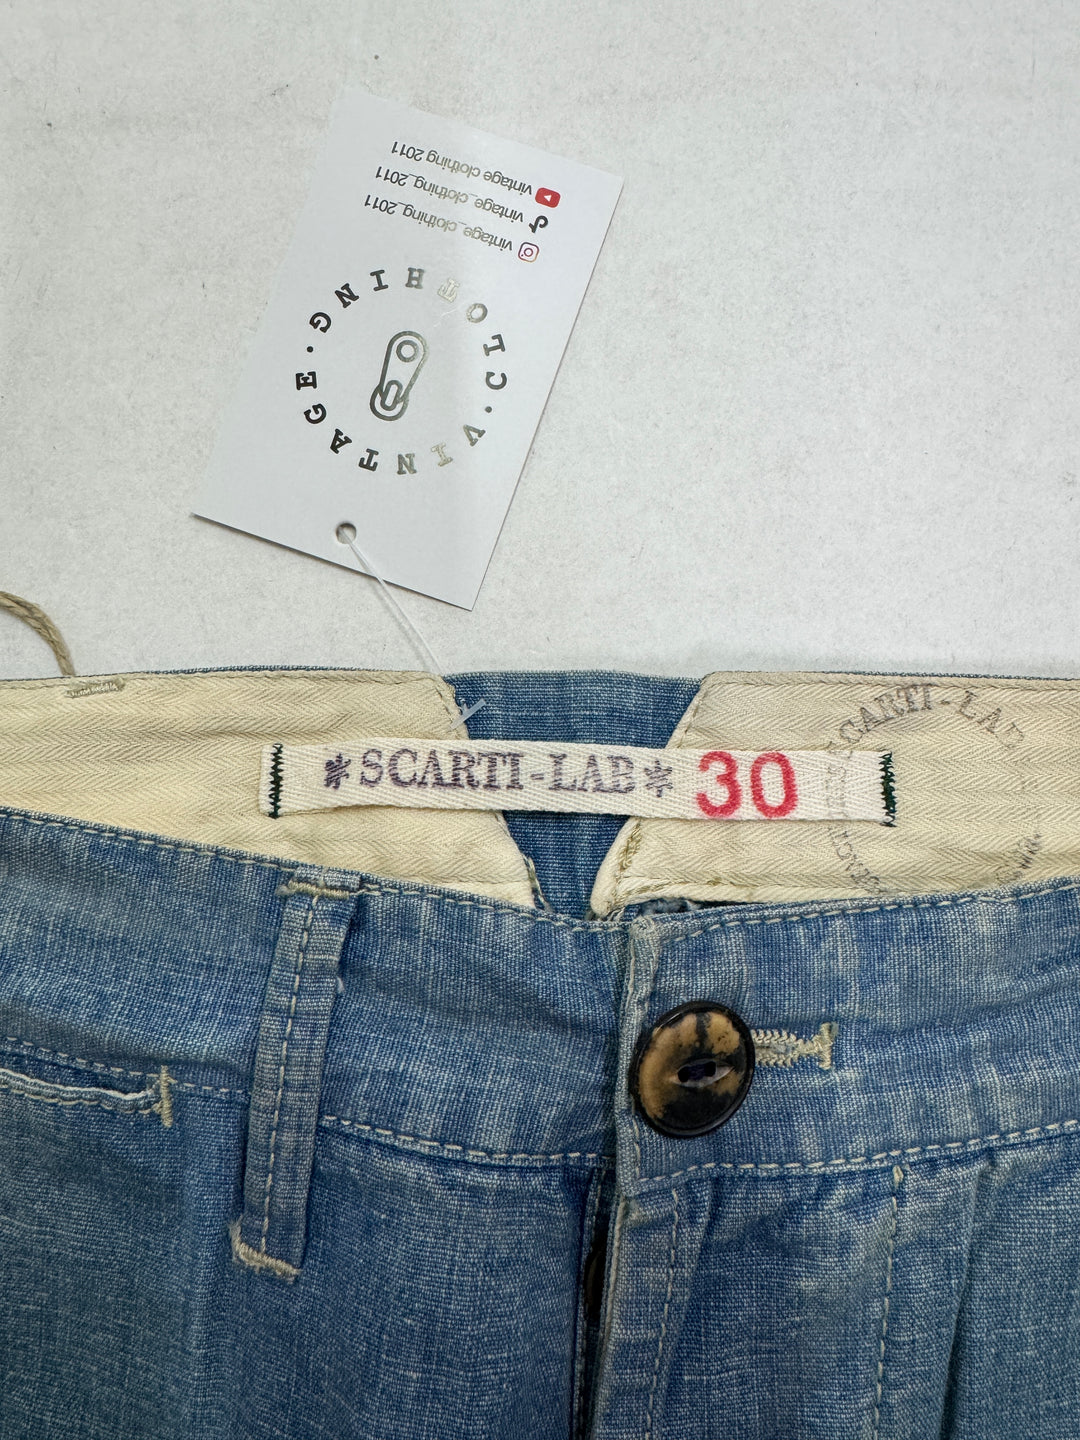 vintage clothing 2011
vintage_clothing_2011
vintage_clothing_2011
VINTAGE.CLOTHING.
*SCARTI-LAB* 30
SCARTI-LAB